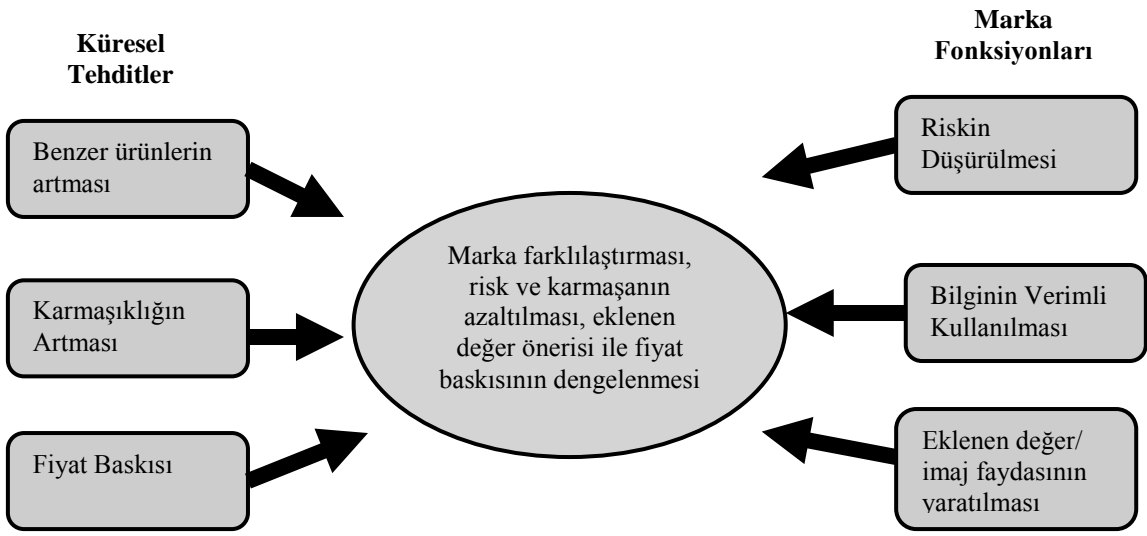 Küresel
Tehditler
Benzer ürünlerin
artması
Karmaşıklığın
Artması
Fiyat Baskısı
Marka farklılaştırması,
risk ve karmaşanın
azaltılması, eklenen
değer önerisi ile fiyat
baskısının dengelenmesi
Marka
Fonksiyonları
Riskin
Düşürülmesi
Bilginin Verimli
Kullanılması
Eklenen değer/
imaj faydasının
yaratılması